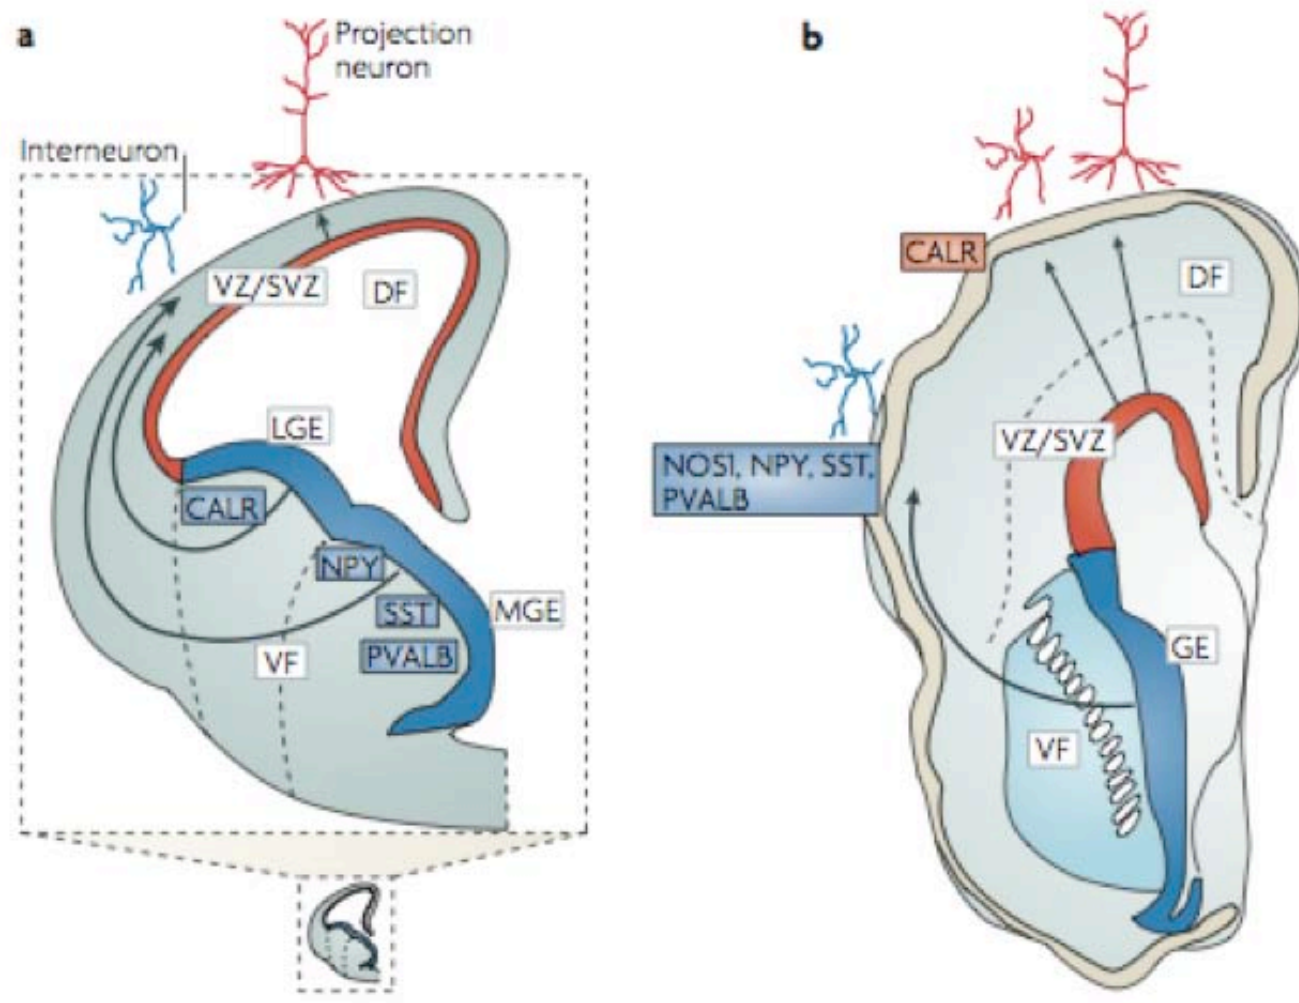 a
Projection
neuron
Interneuron
VZ/SVZ
DF
LGE
CALR
NPY
SST
MGE
PVALB
VF
b
CALR
DF
VZ/SVZ
NOS1, NPY, SST,
PVALB
GE
VF